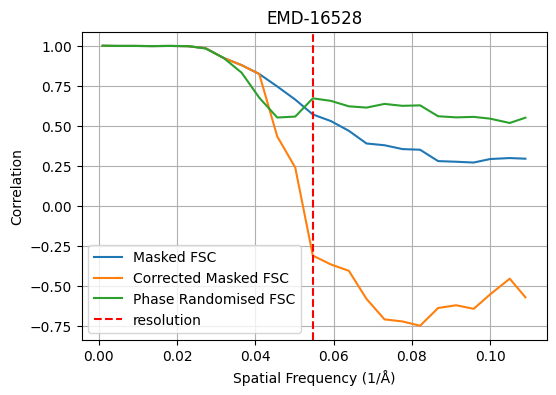 EMD-16528
1.00
0.75
0.50
0.25
0.00
−0.25
−0.50
−0.75
Correlation
Masked FSC
Corrected Masked FSC
Phase Randomised FSC
resolution
0.00 0.02 0.04 0.06 0.08 0.10
Spatial Frequency (1/Å)